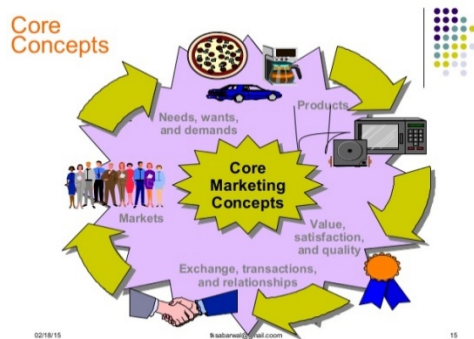 Core
Concepts
Needs, wants,
and demands
Products
Core
Marketing
Concepts
Markets
Value,
satisfaction,
and quality
Exchange, transactions,
and relationships
02/18/15
15